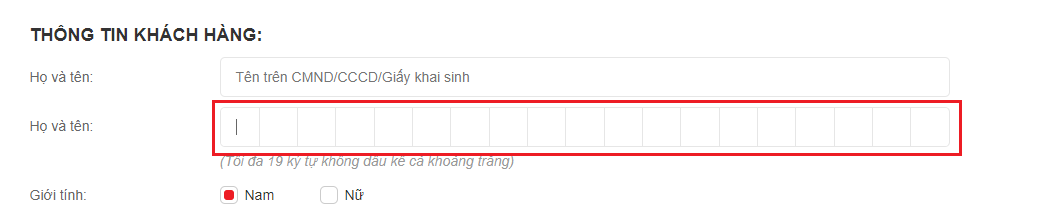 THÔNG TIN KHÁCH HÀNG:
Họ và tên:
Tên trên CMND/CCCD/Giấy khai sinh
Họ và tên:
(Tối đa 19 ký tự không dấu kể cả khoảng trắng)
Giới tính:
Nam
Nữ